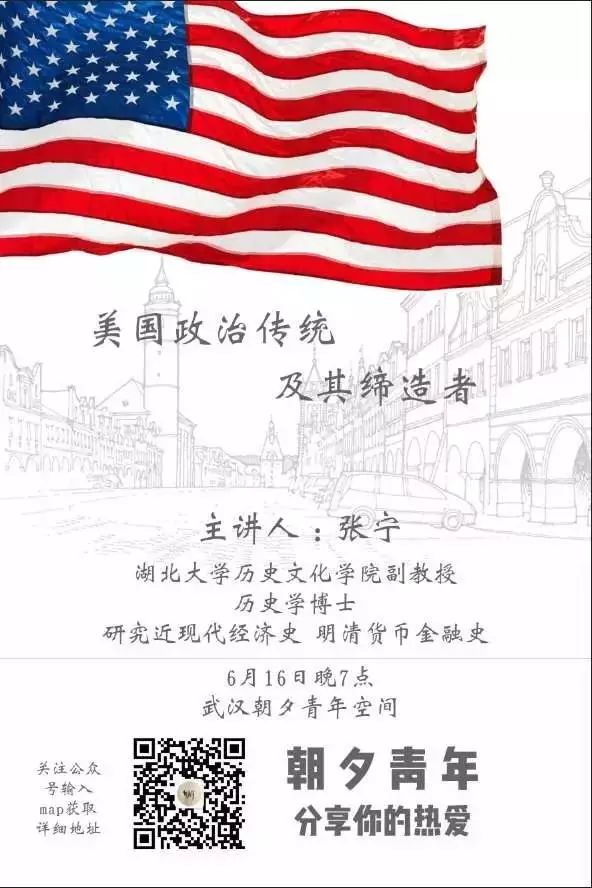 美国政治传统
及其缔造者
主讲人：张宁
湖北大学历史文化学院副教授
历史学博士
研究近现代经济史 明清货币金融史
6月16日晚7点
武汉朝夕青年空间
关注公众
号输入
map获取
详细地址
朝夕青年
分享你的热爱